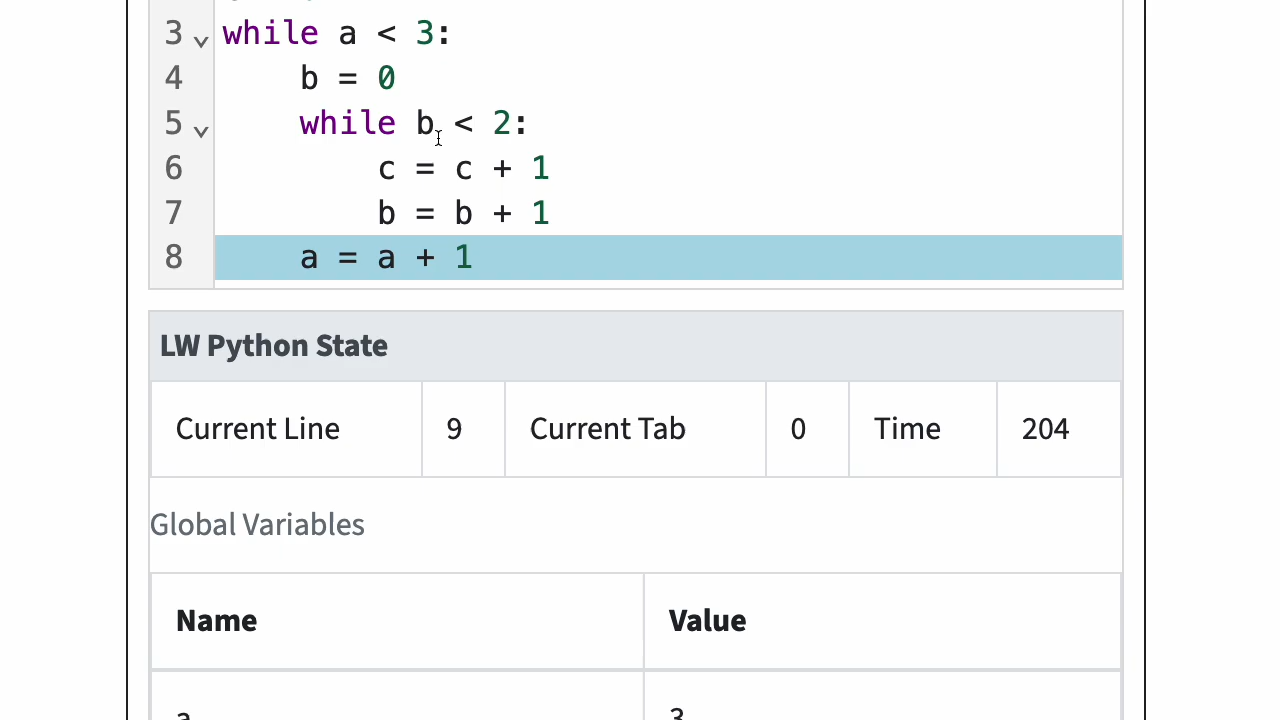 3 while a < 3:
4     b = 0
5     while b < 2:
6         c = c + 1
7         b = b + 1
8     a = a + 1
LW Python State
Current Line 9 Current Tab 0 Time 204
Global Variables
Name Value
a 3